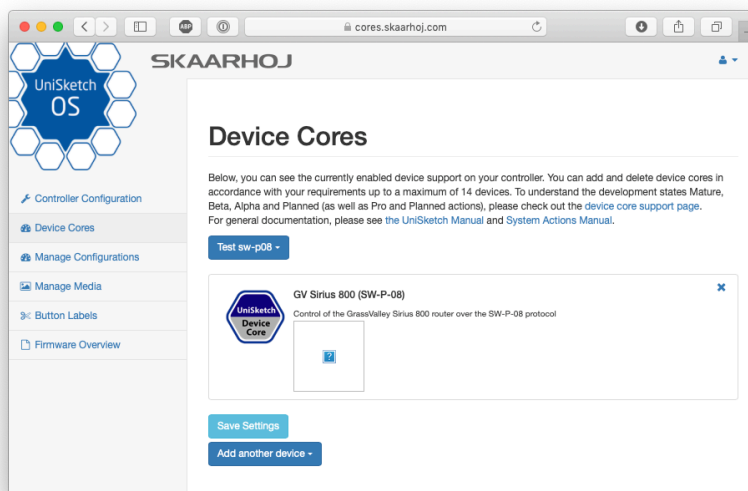 ABP
cores.skaarhoj.com
UniSketch
OS
SKAARHOJ
Controller Configuration
Device Cores
Manage Configurations
Manage Media
Button Labels
Firmware Overview
Device Cores
Below, you can see the currently enabled device support on your controller. You can add and delete device cores in
accordance with your requirements up to a maximum of 14 devices. To understand the development states Mature,
Beta, Alpha and Planned (as well as Pro and Planned actions), please check out the device core support page.
For general documentation, please see the UniSketch Manual and System Actions Manual.
Test sw-p08
UniSketch
Device
Core
GV Sirius 800 (SW-P-08)
Control of the GrassValley Sirius 800 router over the SW-P-08 protocol
?
Save Settings
Add another device